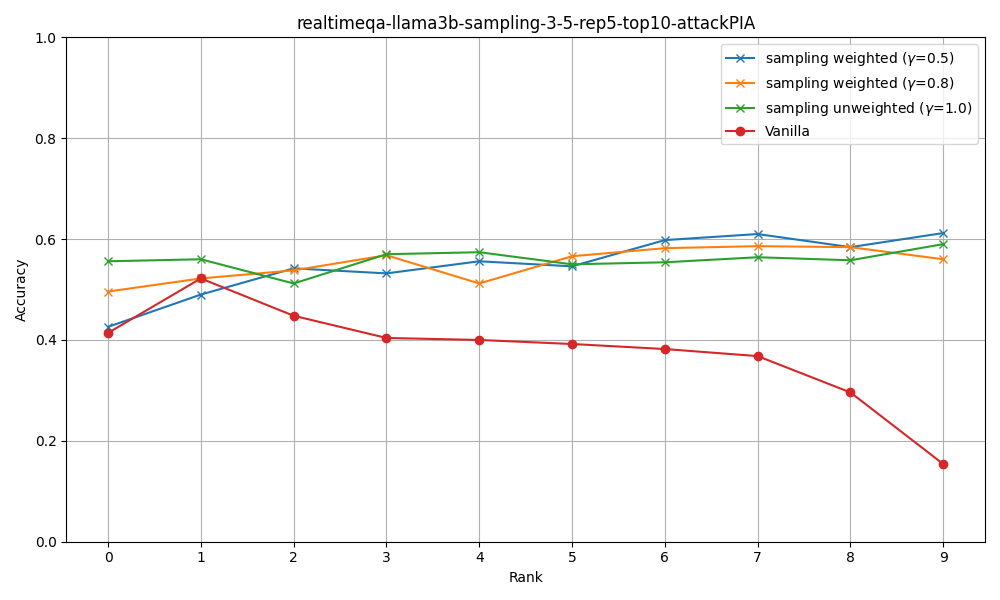 realtimeqa-llama3b-sampling-3-5-rep5-top10-attackPIA
sampling weighted (γ=0.5)
sampling weighted (γ=0.8)
sampling unweighted (γ=1.0)
Vanilla
1.0
0.8
0.6
0.4
0.2
0.0
Accuracy
0 1 2 3 4 5 6 7 8 9
Rank